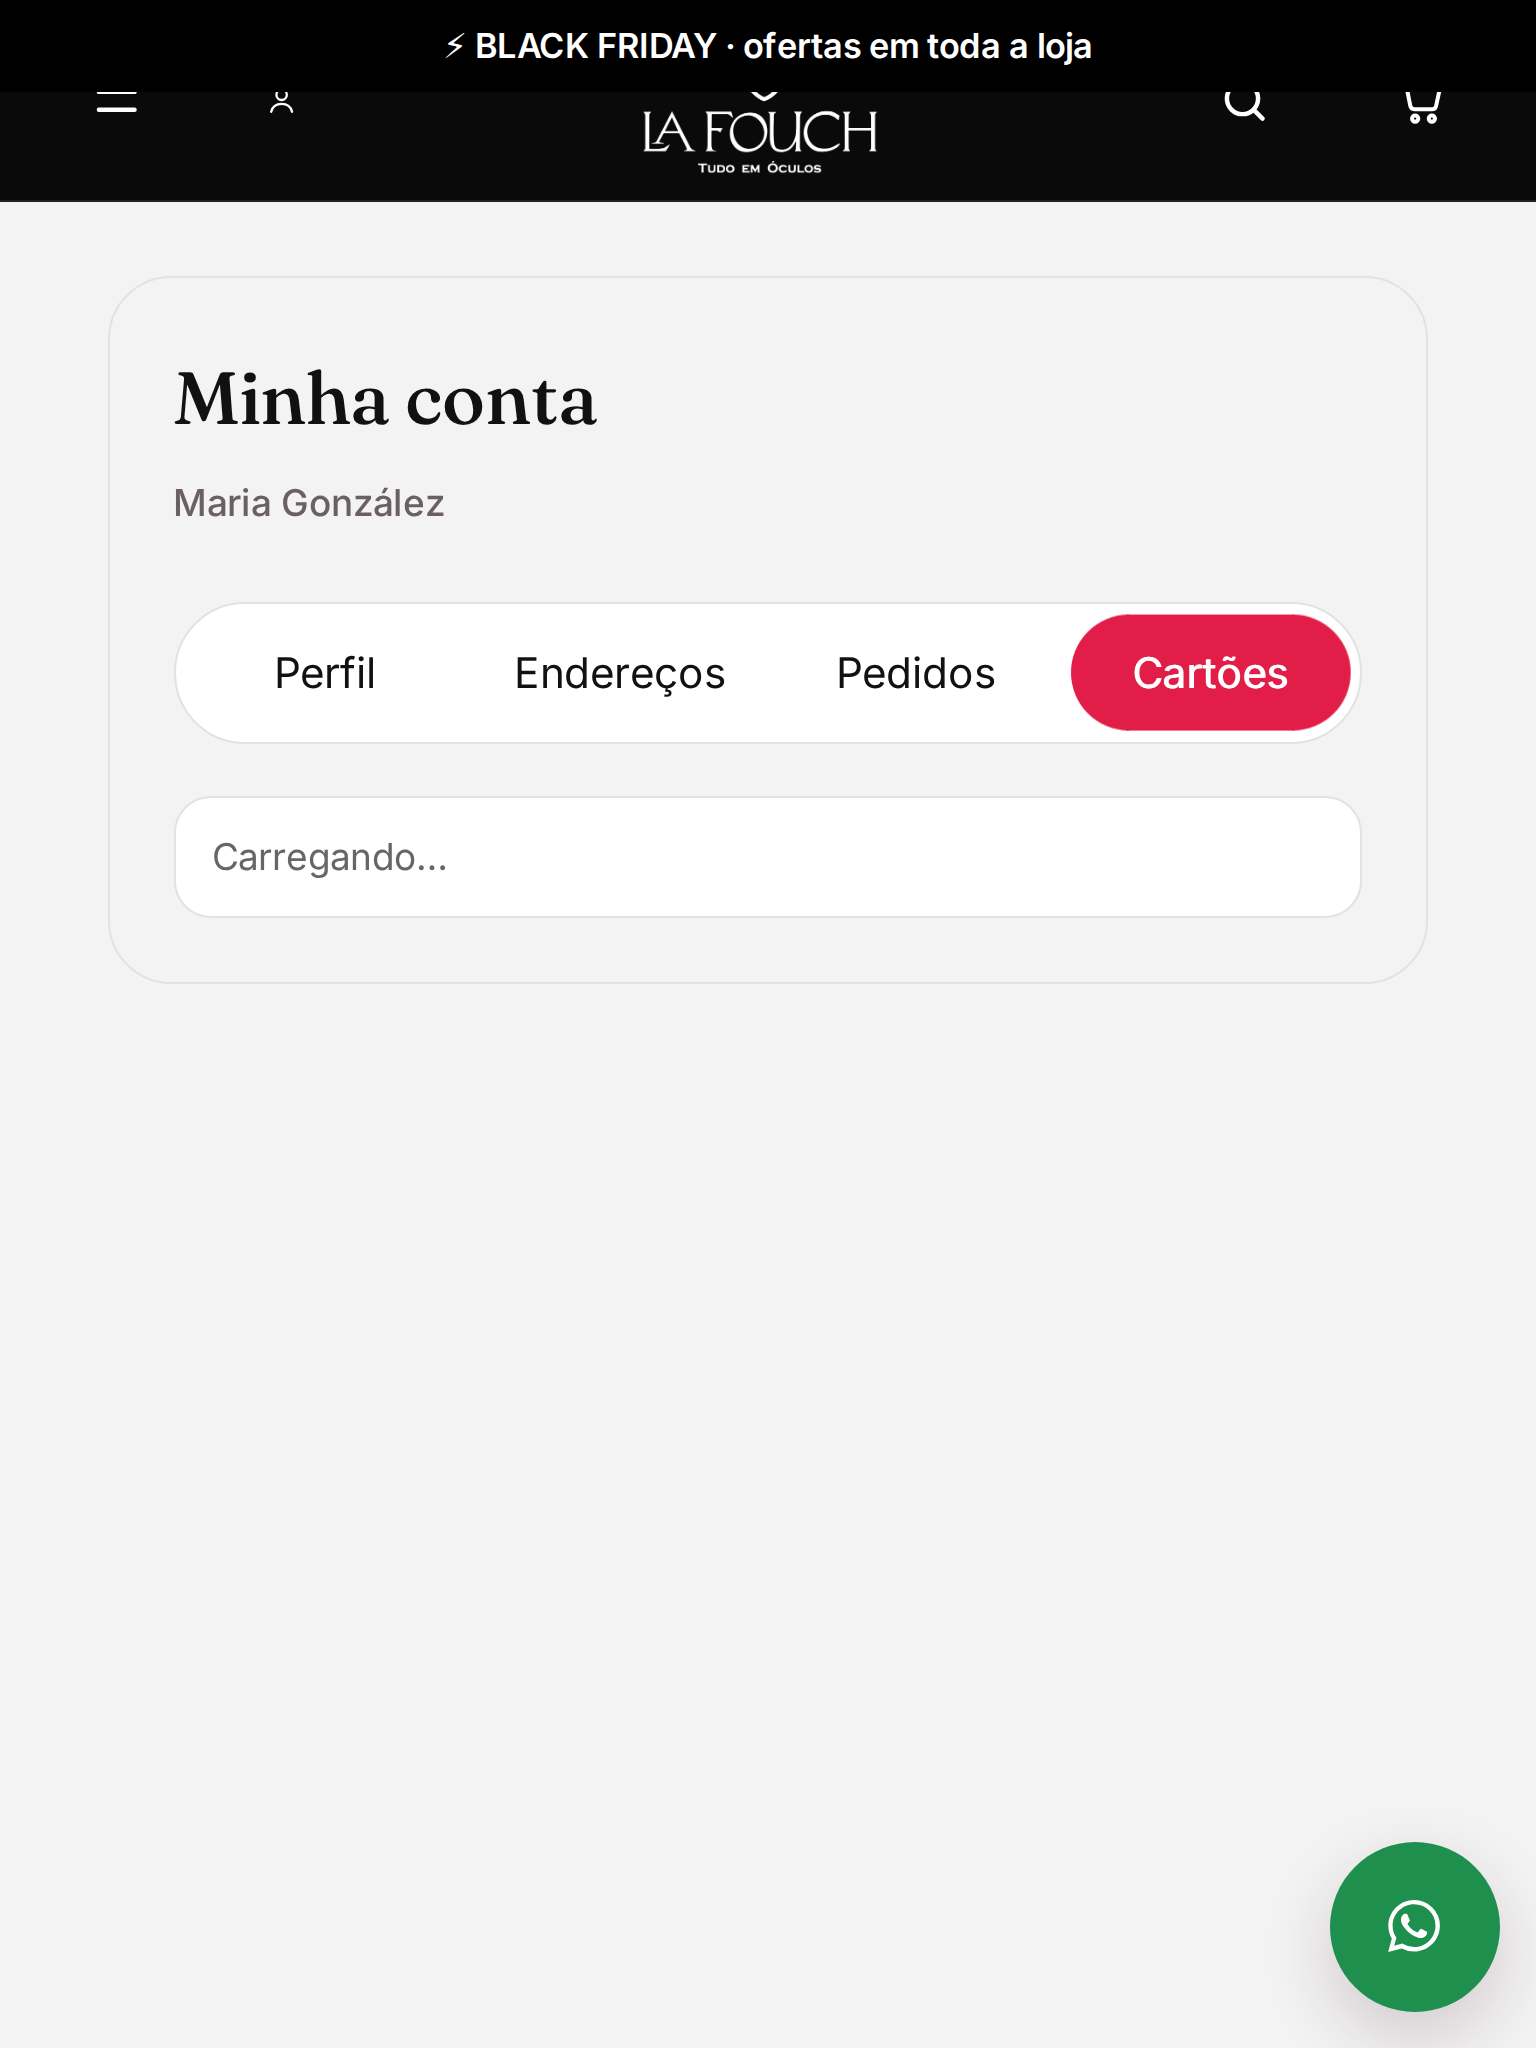 ⚡ BLACK FRIDAY · ofertas em toda a loja
LA FOUCH
TUDO EM ÓCULOS
Minha conta
Maria González
Perfil Endereços Pedidos Cartões
Carregando...